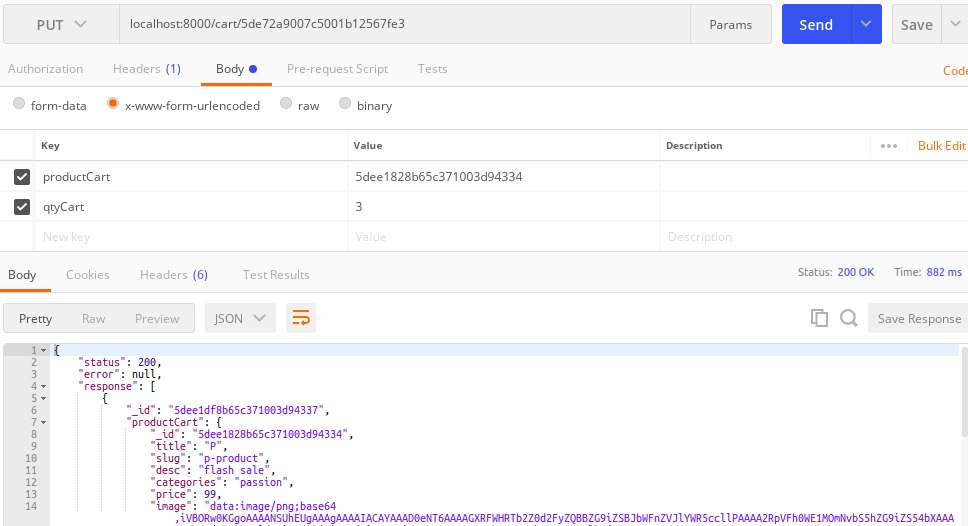 PUT localhost:8000/cart/5de72a9007c5001b12567fe3 Params Send Save
Authorization Headers (1) Body Pre-request Script Tests Code
form-data x-www-form-urlencoded raw binary
Key Value Description ••• Bulk Edit
productCart 5dee1828b65c371003d94334
qtyCart 3
New key Value Description
Body Cookies Headers (6) Test Results Status: 200 OK Time: 882 ms
Pretty Raw Preview JSON Save Response
1 {
2 "status": 200,
3 "error": null,
4 "response": [
5 {
6 "_id": "5dee1df8b65c371003d94337",
7 "productCart": {
8 "_id": "5dee1828b65c371003d94334",
9 "title": "P",
10 "slug": "p-product",
11 "desc": "flash sale",
12 "categories": "passion",
13 "price": 99,
14 "image": "data:image/png;base64